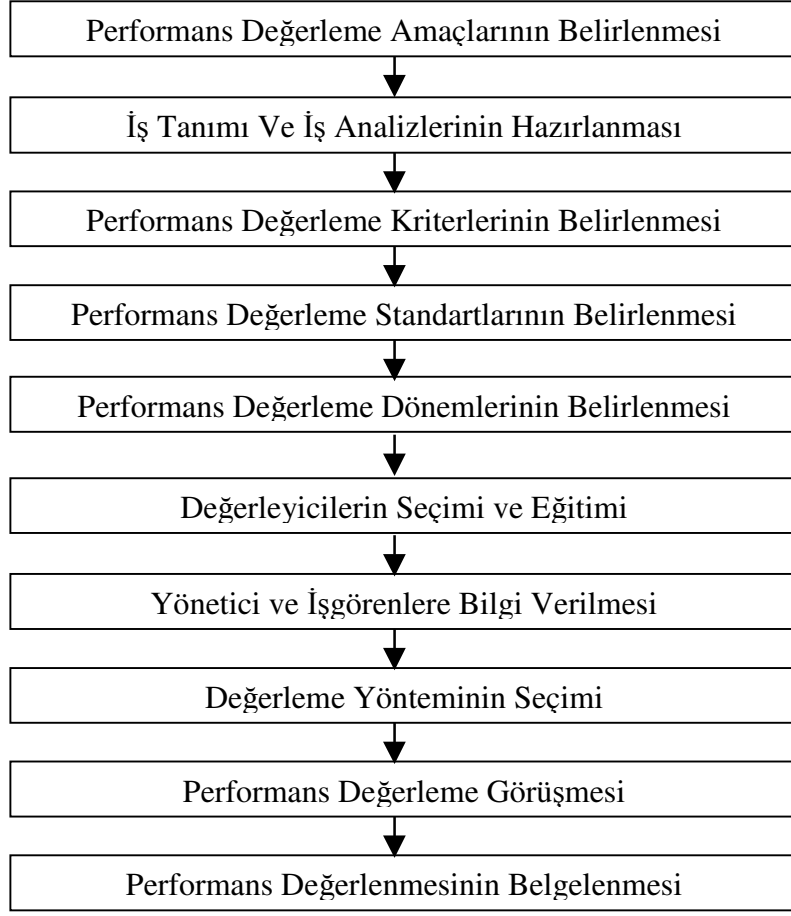 Performans Değerleme Amaçlarının Belirlenmesi
İş Tanımı Ve İş Analizlerinin Hazırlanması
Performans Değerleme Kriterlerinin Belirlenmesi
Performans Değerleme Standartlarının Belirlenmesi
Performans Değerleme Dönemlerinin Belirlenmesi
Değerleyicilerin Seçimi ve Eğitimi
Yönetici ve İşgörenlere Bilgi Verilmesi
Değerleme Yönteminin Seçimi
Performans Değerleme Görüşmesi
Performans Değerlenmesinin Belgelenmesi